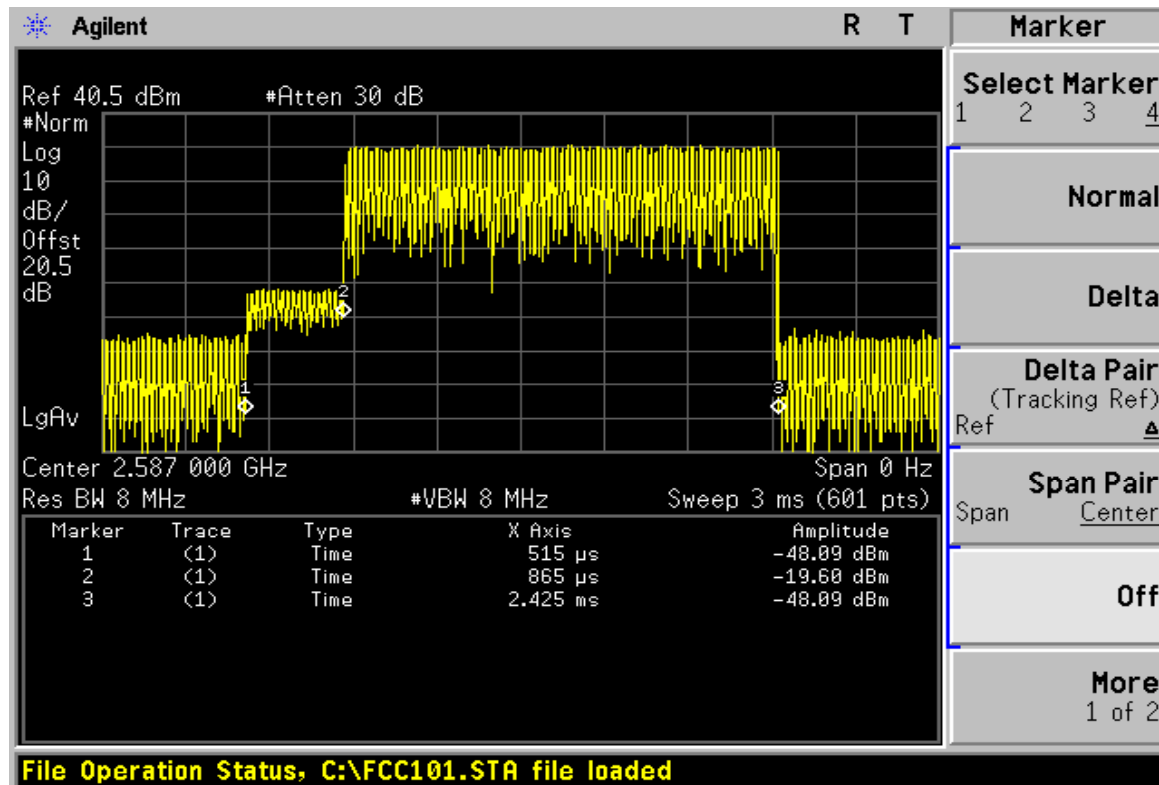 Agilent R T Marker
Ref 40.5 dBm #Atten 30 dB
#Norm
Log
10
dB/
Offst
20.5
dB
LgAv
1
2
3
Center 2.587 000 GHz Span 0 Hz
Res BW 8 MHz #VBW 8 MHz Sweep 3 ms (601 pts)
Marker Trace Type X Axis Amplitude
1 (1) Time 515 µs -48.09 dBm
2 (1) Time 865 µs -19.60 dBm
3 (1) Time 2.425 ms -48.09 dBm
Select Marker
1 2 3 4
Normal
Delta
Delta Pair
(Tracking Ref)
Ref Δ
Span Pair
Span Center
Off
More
1 of 2
File Operation Status, C:\FCC101.STA file loaded